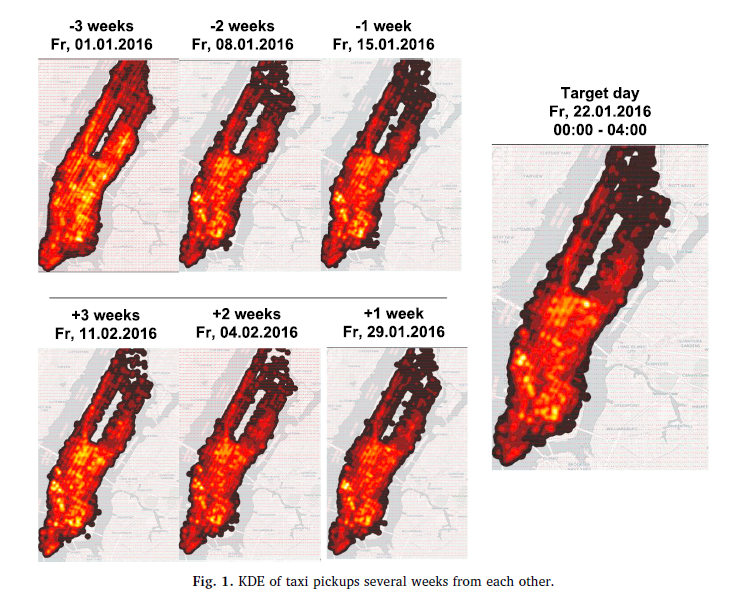 -3 weeks
Fr, 01.01.2016
-2 weeks
Fr, 08.01.2016
-1 week
Fr, 15.01.2016
Target day
Fr, 22.01.2016
00:00 - 04:00
+3 weeks
Fr, 11.02.2016
+2 weeks
Fr, 04.02.2016
+1 week
Fr, 29.01.2016
Fig. 1. KDE of taxi pickups several weeks from each other.